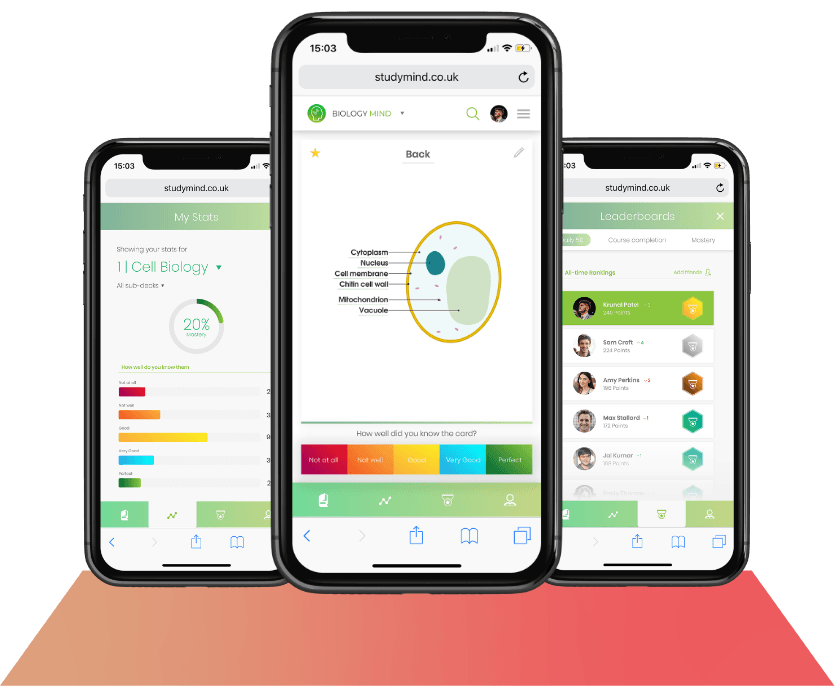 15:03
studymind.co.uk
My Stats
Showing your stats for
1 | Cell Biology
All sub-decks
20%
Mastery
How well do you know them
Not at all
Not well
Good
Very Good
Perfect
15:03
studymind.co.uk
BIOLOGY MIND
Back
Cytoplasm
Nucleus
Cell membrane
Chitin cell wall
Mitochondrion
Vacuole
How well did you know the card?
Not at all
Not well
Good
Very Good
Perfect
:03
studymind.co.uk
Leaderboards
Course completion
Mastery
All-time Rankings
Add friends
Krunal Patel
240 Points
Sam Croft
224 Points
Amy Perkins
196 Points
Max Stallard
172 Points
Jai Kumar